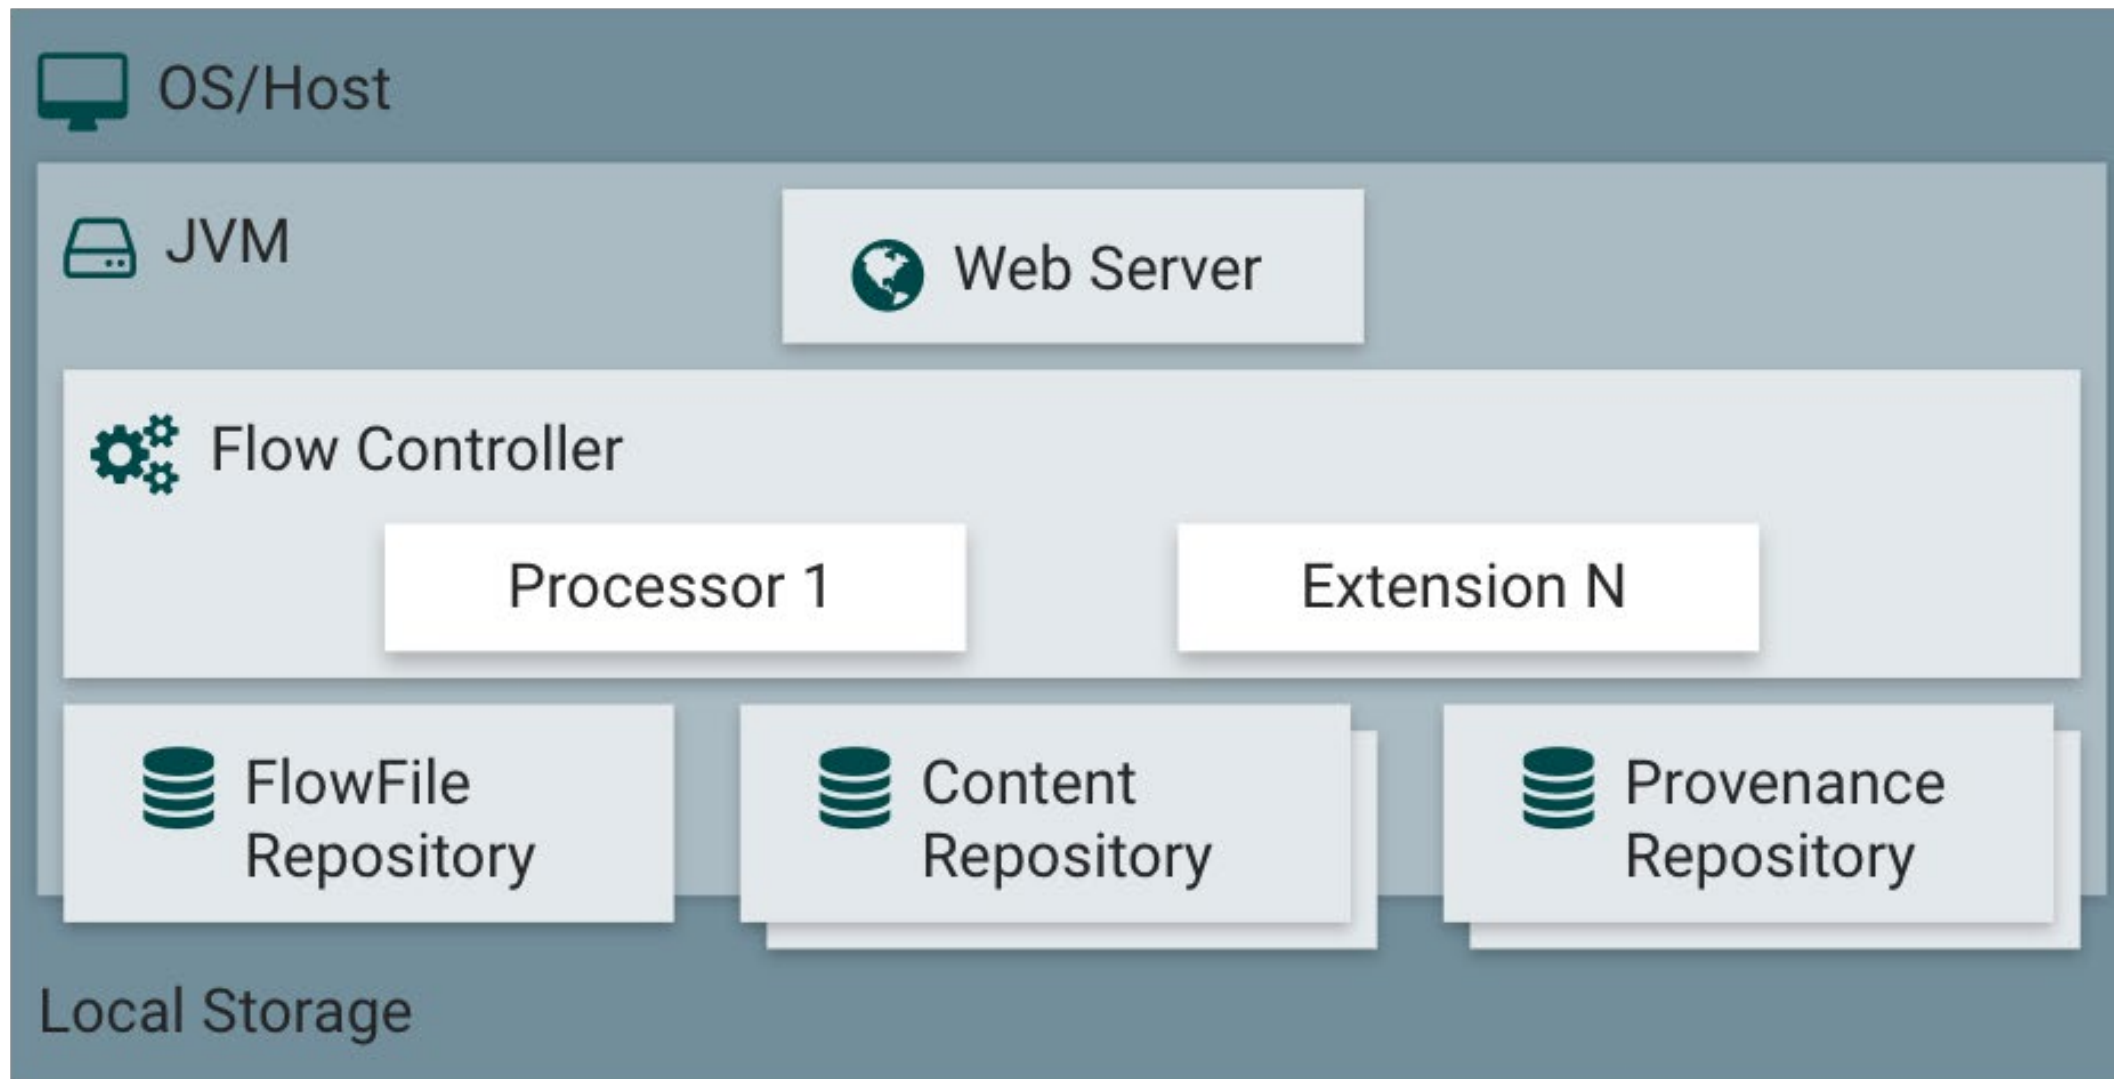 OS/Host
JVM
Web Server
Flow Controller
Processor 1
Extension N
FlowFile
Repository
Content
Repository
Provenance
Repository
Local Storage